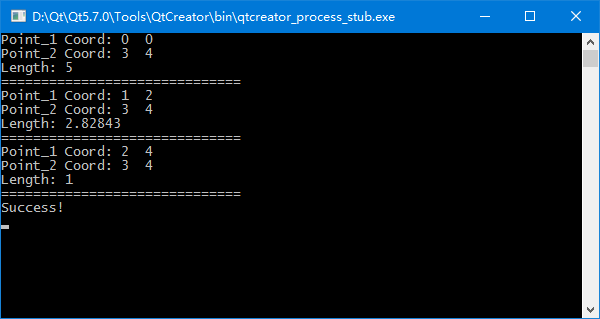 D:\Qt\Qt5.7.0\Tools\QtCreator\bin\qtcreator_process_stub.exe
Point_1 Coord: 0  0
Point_2 Coord: 3  4
Length: 5
==============================
Point_1 Coord: 1  2
Point_2 Coord: 3  4
Length: 2.82843
==============================
Point_1 Coord: 2  4
Point_2 Coord: 3  4
Length: 1
==============================
Success!